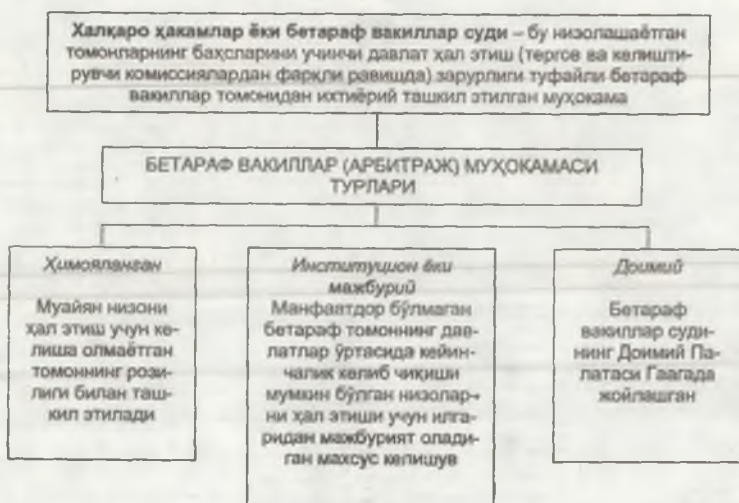 Халқаро ҳакамлар ёки бетараф вакиллар суди – бу низолашаётган
томонларнинг баҳсларини учинчи давлат ҳал этиш (тергов ва келишти-
рувчи комиссиялардан фарқли равишда) зарурлиги туфайли бетараф
вакиллар томонидан ихтиёрий ташкил этилган муҳокама
БЕТАРАФ ВАКИЛЛАР (АРБИТРАЖ) МУҲОКАМАСИ
ТУРЛАРИ
Ҳимояланган
Муайян низони
ҳал этиш учун ке-
лиша олмаётган
томоннинг рози-
лиги билан таш-
кил этилади
Институцион ёки
мажбурий
Манфаатдор бўлмаган
бетараф томоннинг дав-
латлар ўртасида кейин-
чалик келиб чиқиши
мумкин бўлган низолар-
ни ҳал этиши учун илга-
ридан мажбурият олади-
ган махсус келишув
Доимий
Бетараф
вакиллар суди-
нинг Доимий Па-
латаси Гаагада
жойлашган